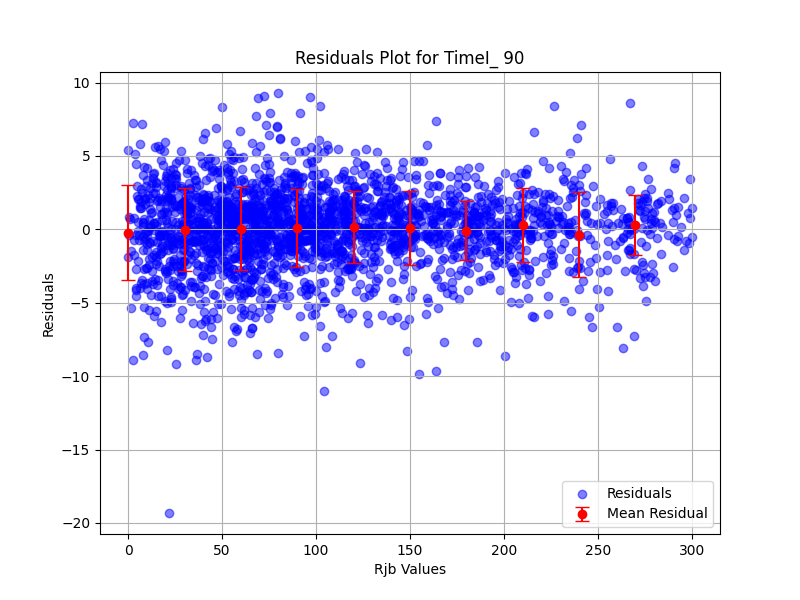 Residuals Plot for TimeI_ 90
10
5
0
−5
−10
−15
−20
Residuals
0 50 100 150 200 250 300
Rjb Values
Residuals
Mean Residual